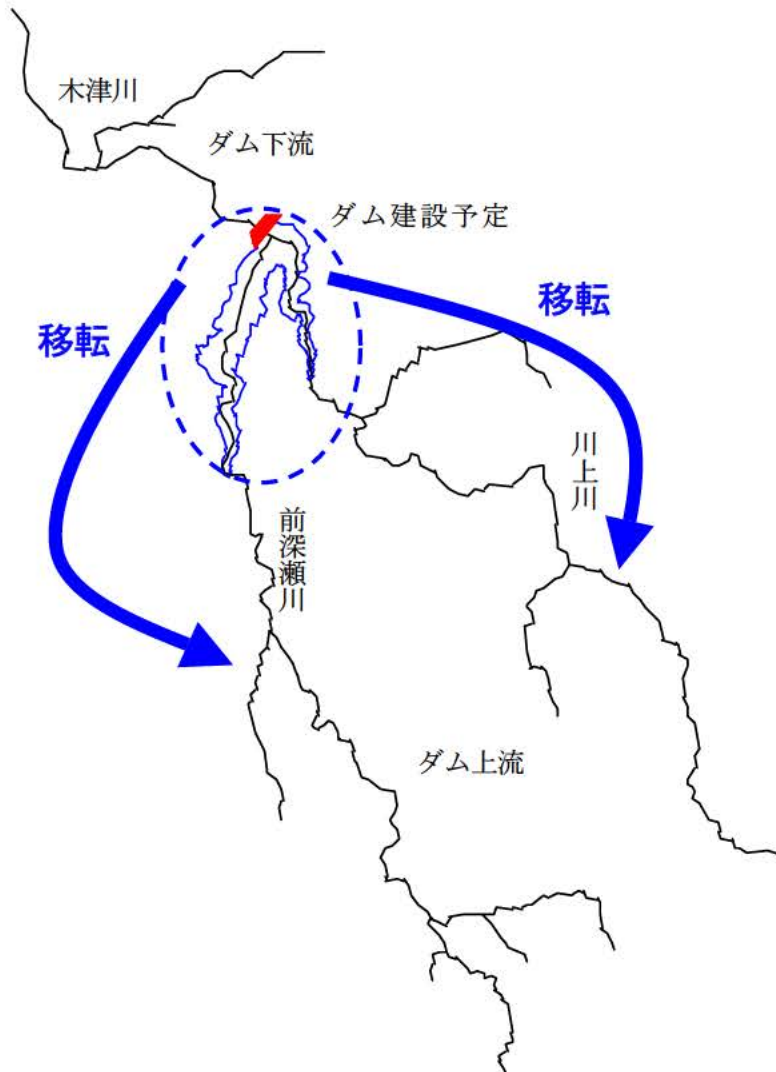 木津川
ダム下流
ダム建設予定
移転
移転
川上川
前深瀬川
ダム上流